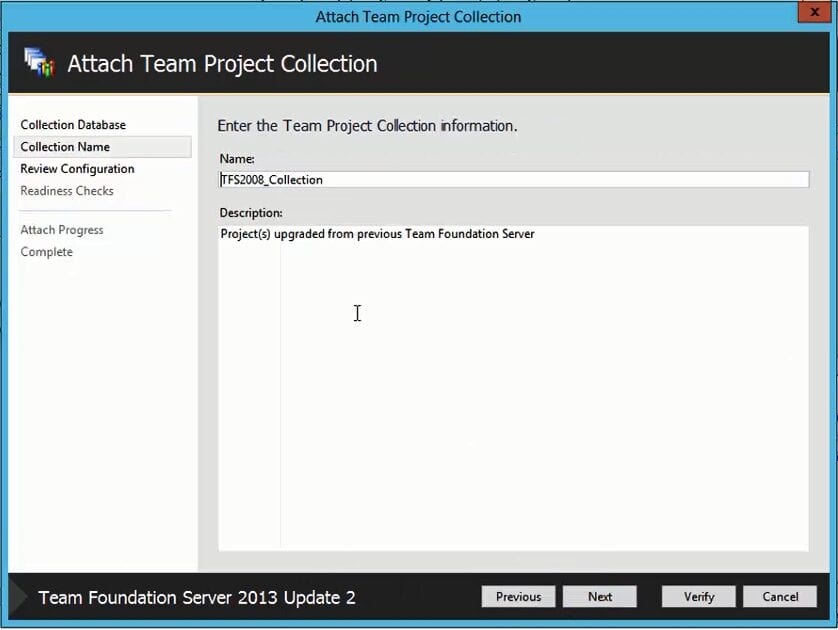 Attach Team Project Collection
x
Attach Team Project Collection
Collection Database
Collection Name
Review Configuration
Readiness Checks
Attach Progress
Complete
Enter the Team Project Collection information.
Name:
TFS2008_Collection
Description:
Project(s) upgraded from previous Team Foundation Server
Team Foundation Server 2013 Update 2
Previous
Next
Verify
Cancel